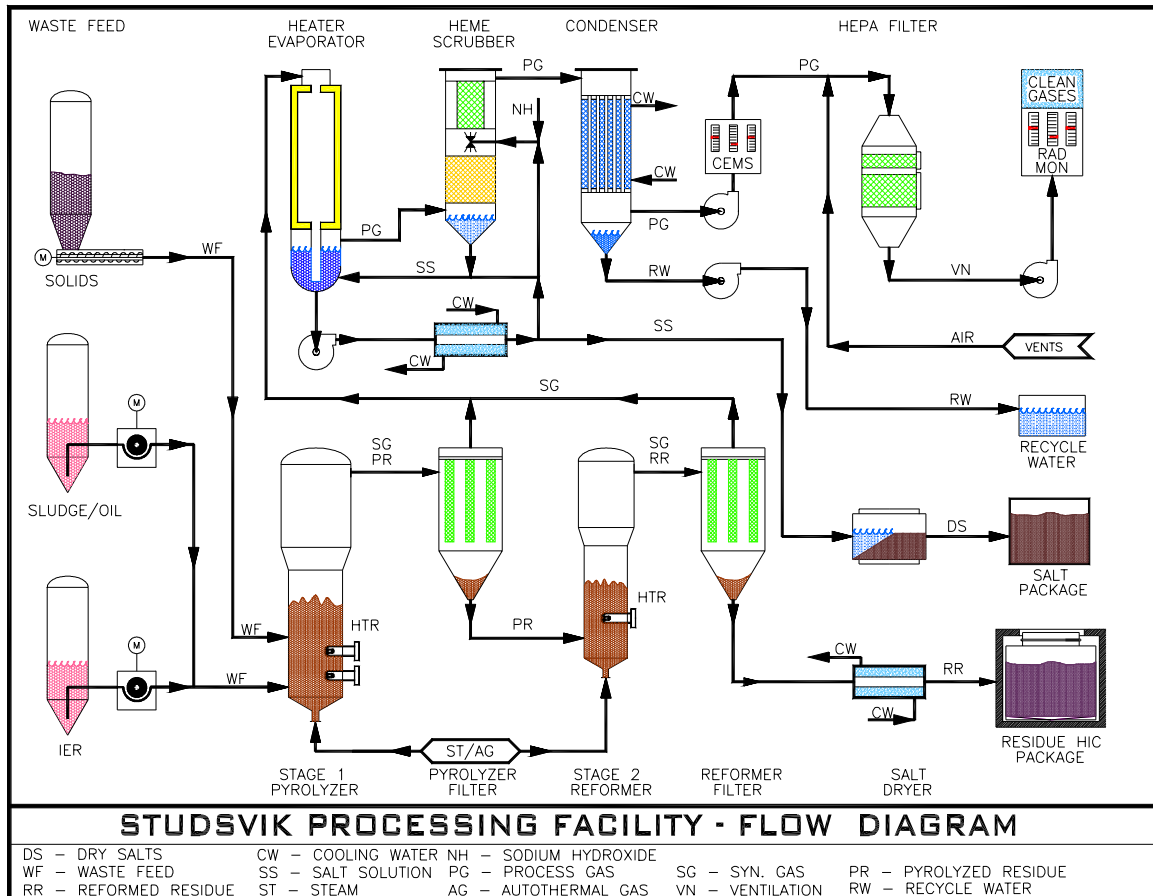 WASTE FEED
HEATER
EVAPORATOR
HEME
SCRUBBER
CONDENSER
HEPA FILTER
PG
PG
CLEAN
GASES
NH
CW
CEMS
RAD
MON
CW
PG
PG
WF
M
SOLIDS
SS
RW
VN
CW
SS
AIR
VENTS
CW
SG
RW
M
SG
PR
SG
RR
RECYCLE
WATER
SLUDGE/OIL
DS
SALT
PACKAGE
HTR
HTR
WF
PR
M
CW
WF
RR
CW
IER
ST/AG
RESIDUE HIC
PACKAGE
STAGE 1
PYROLYZER
PYROLYZER
FILTER
STAGE 2
REFORMER
REFORMER
FILTER
SALT
DRYER
STUDSVIK PROCESSING FACILITY - FLOW DIAGRAM
DS – DRY SALTS CW – COOLING WATER NH – SODIUM HYDROXIDE
WF – WASTE FEED SS – SALT SOLUTION PG – PROCESS GAS SG – SYN. GAS PR – PYROLYZED RESIDUE
RR – REFORMED RESIDUE ST – STEAM AG – AUTOTHERMAL GAS VN – VENTILATION RW – RECYCLE WATER